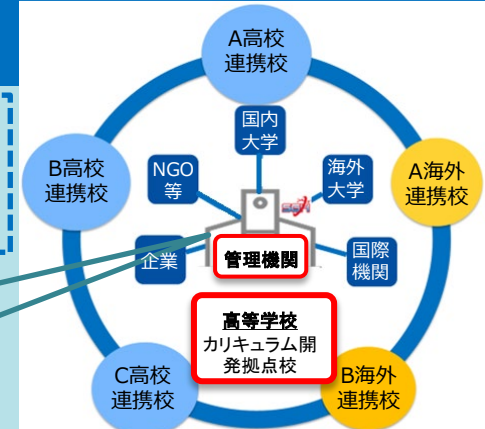 A高校
連携校
国内
大学
B高校
連携校
NGO
等
海外
大学
A海外
連携校
企業
管理機関
国際
機関
高等学校
カリキュラム開
発拠点校
C高校
連携校
B海外
連携校